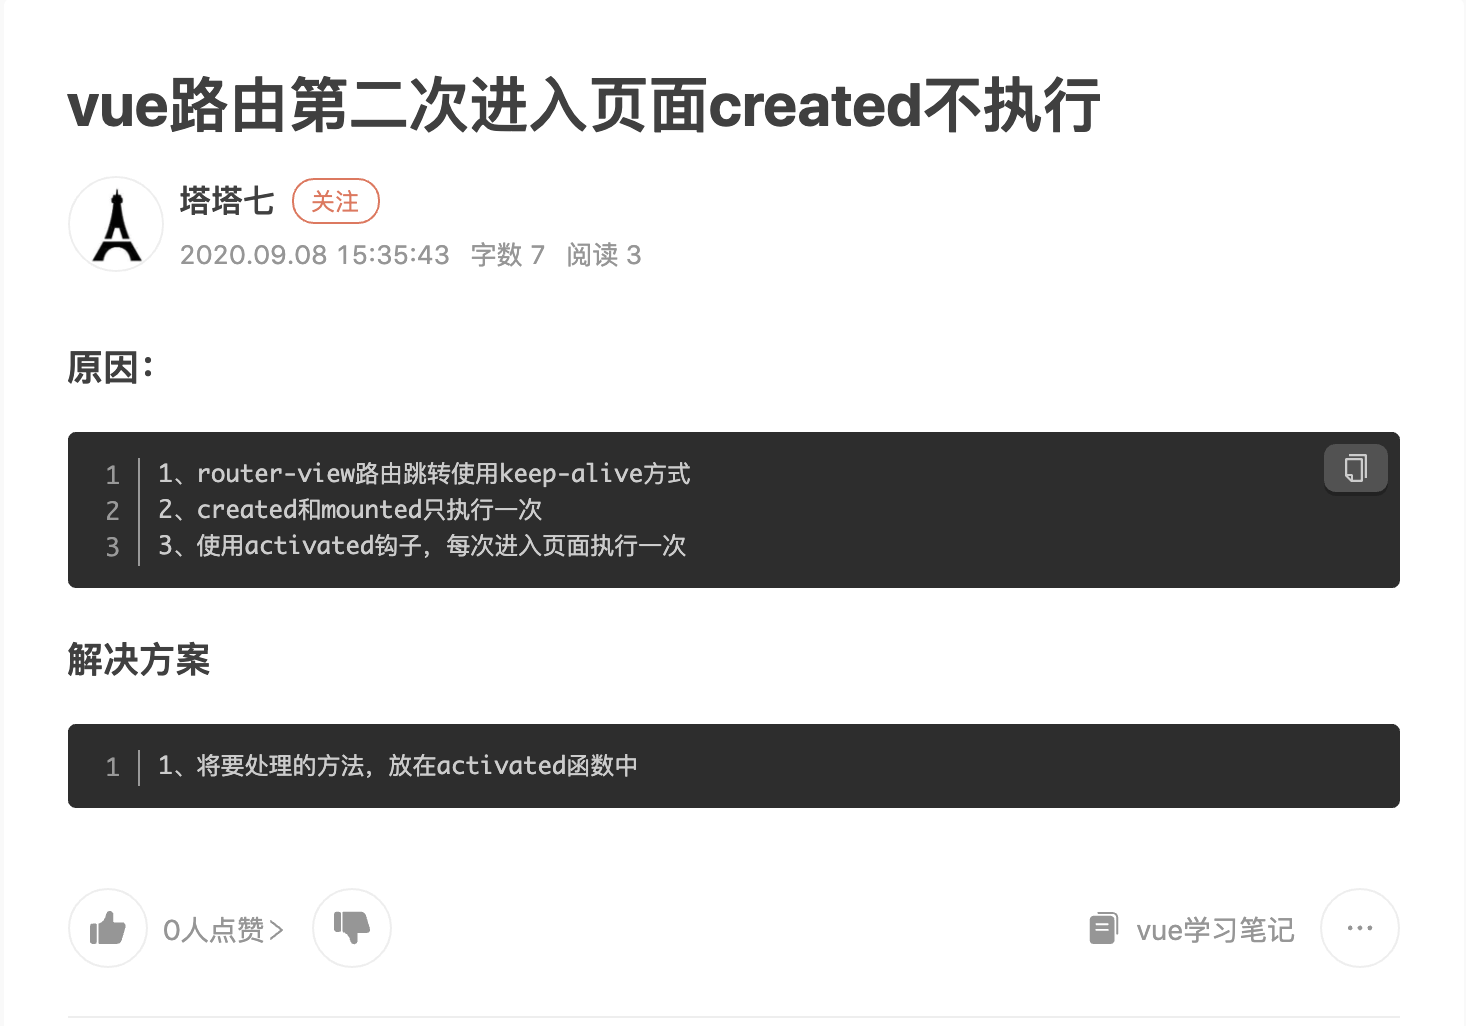 vue路由第二次进入页面created不执行
塔塔七 关注
2020.09.08 15:35:43 字数 7 阅读 3
原因：
1 1、router-view路由跳转使用keep-alive方式
2 2、created和mounted只执行一次
3 3、使用activated钩子，每次进入页面执行一次
解决方案
1 1、将要处理的方法，放在activated函数中
0人点赞> vue学习笔记 ...